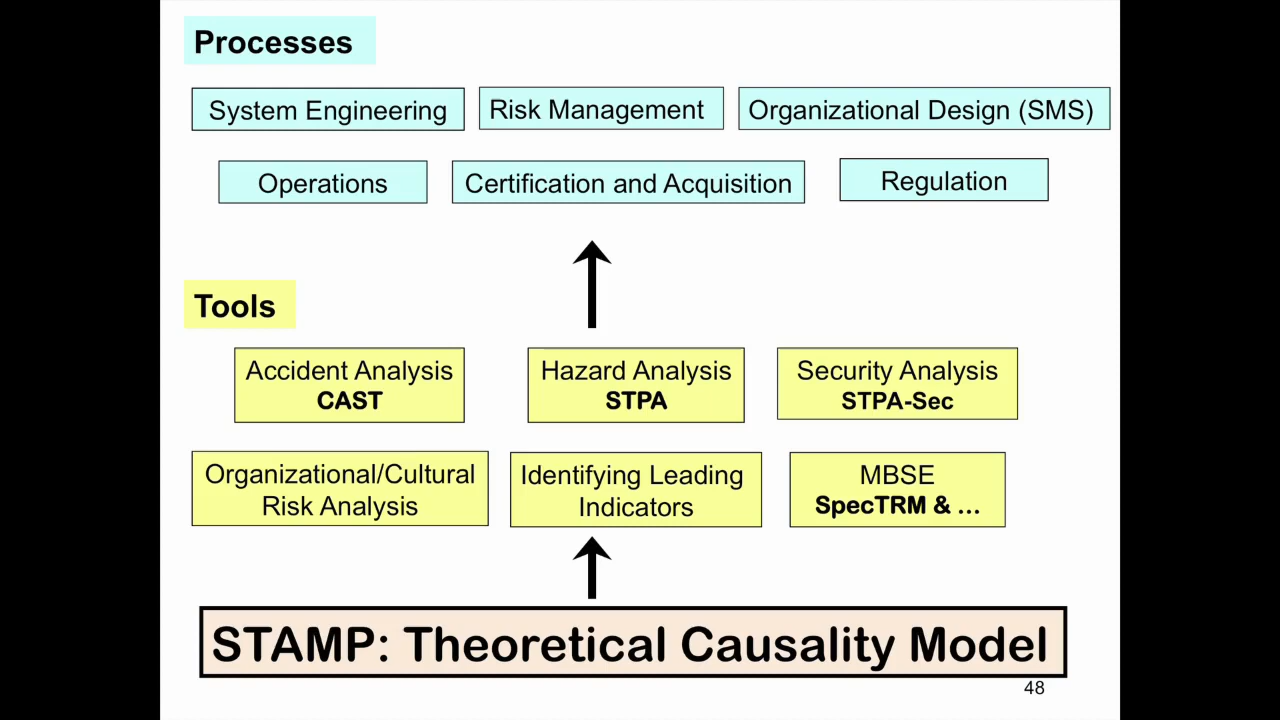 Processes
System Engineering
Risk Management
Organizational Design (SMS)
Operations
Certification and Acquisition
Regulation
Tools
Accident Analysis
CAST
Hazard Analysis
STPA
Security Analysis
STPA-Sec
Organizational/Cultural
Risk Analysis
Identifying Leading
Indicators
MBSE
SpecTRM & …
STAMP: Theoretical Causality Model
48